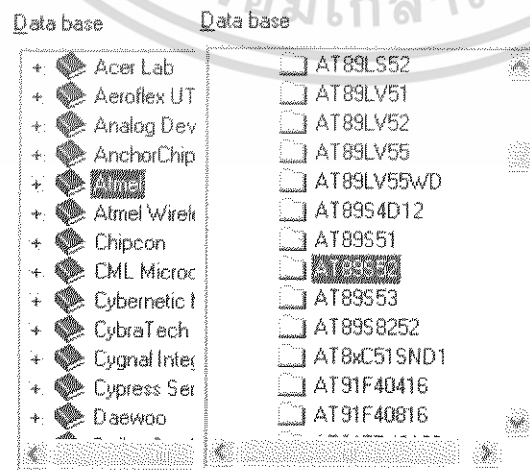 Data base
Acer Lab
Aeroflex UT
Analog Dev
AnchorChip
Atmel
Atmel Wirele
Chipcon
CML Microc
Cybernetic
CybraTech
Cygnal Integ
Cypress Ser
Daewoo
Data base
AT89LS52
AT89LV51
AT89LV52
AT89LV55
AT89LV55WD
AT89S4D12
AT89S51
AT89S52
AT89S53
AT89S8252
AT8xC51SND1
AT91F40416
AT91F40816